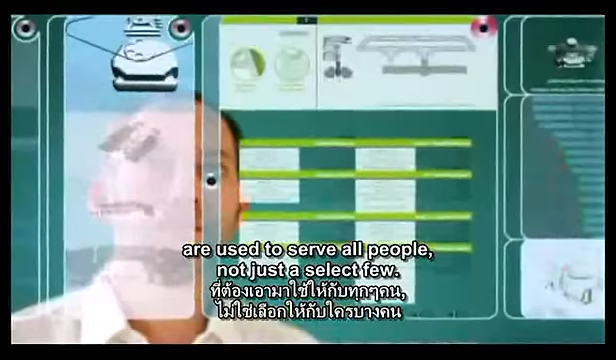 are used to serve all people,
not just a select few.
ที่ต้องเอามาใช้ให้กับทุกๆคน,
ไม่ใช่เลือกให้กับใครบางคน